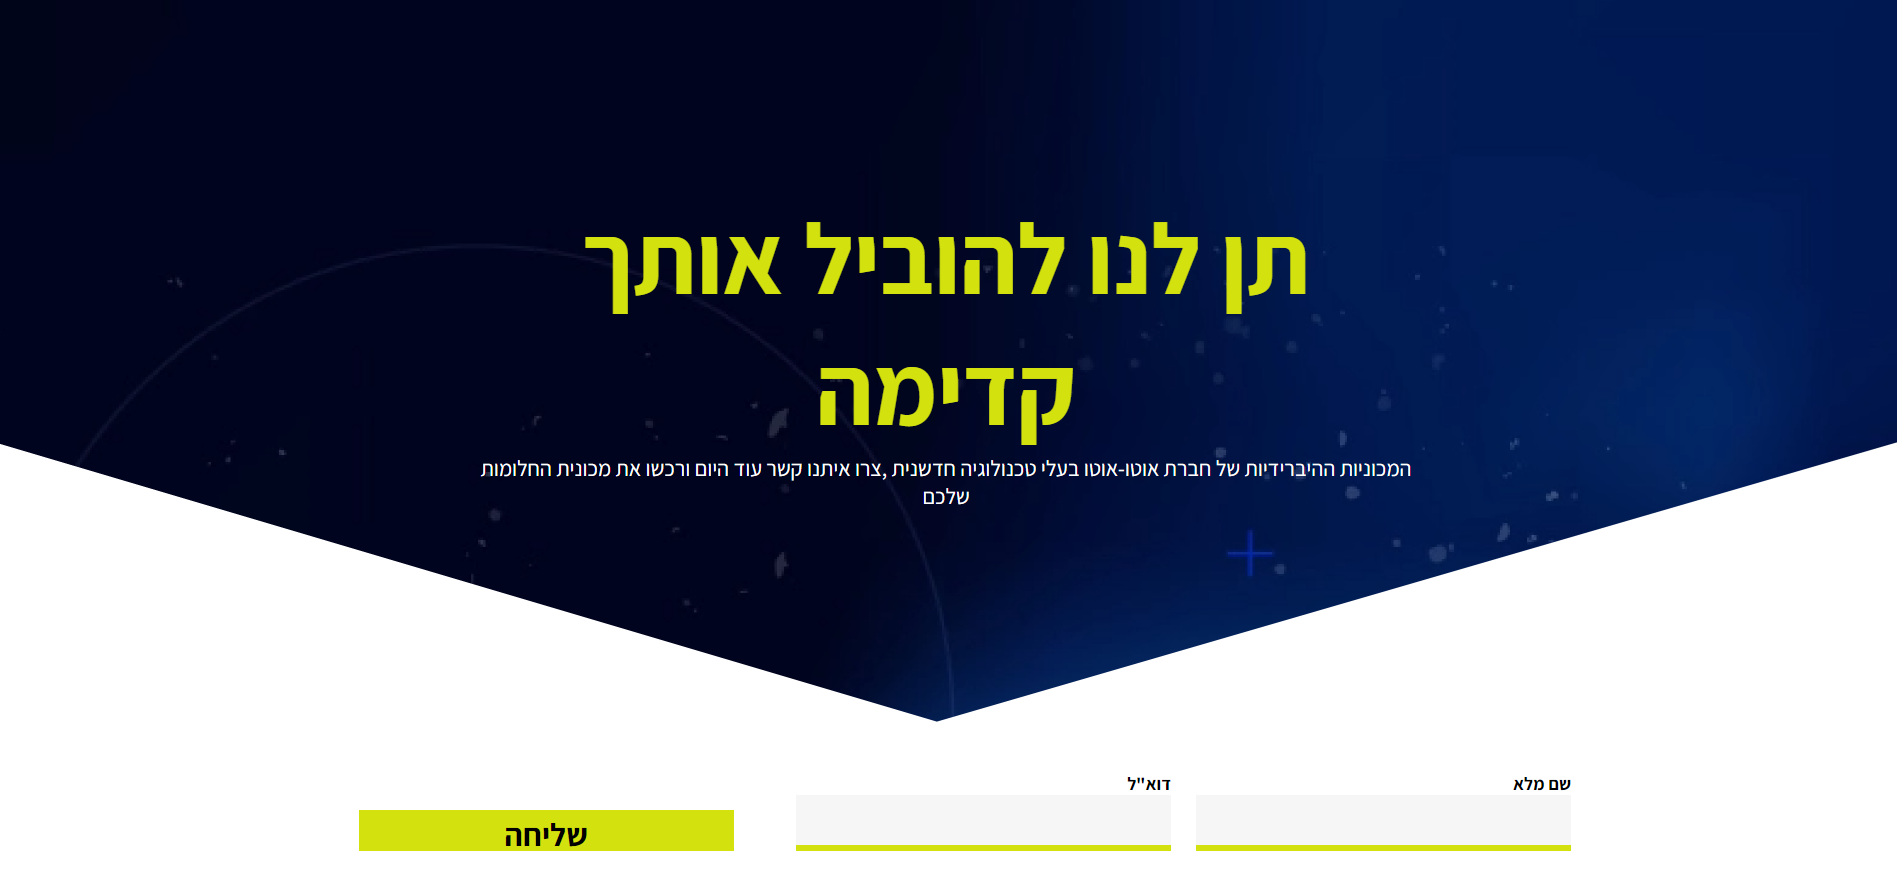 תן לנו להוביל אותך
קדימה
המכוניות ההיברידיות של חברת אוטו-אוטו בעלי טכנולוגיה חדשנית ,צרו איתנו קשר עוד היום ורכשו את מכונית החלומות
שלכם
שם מלא
דוא"ל
שליחה